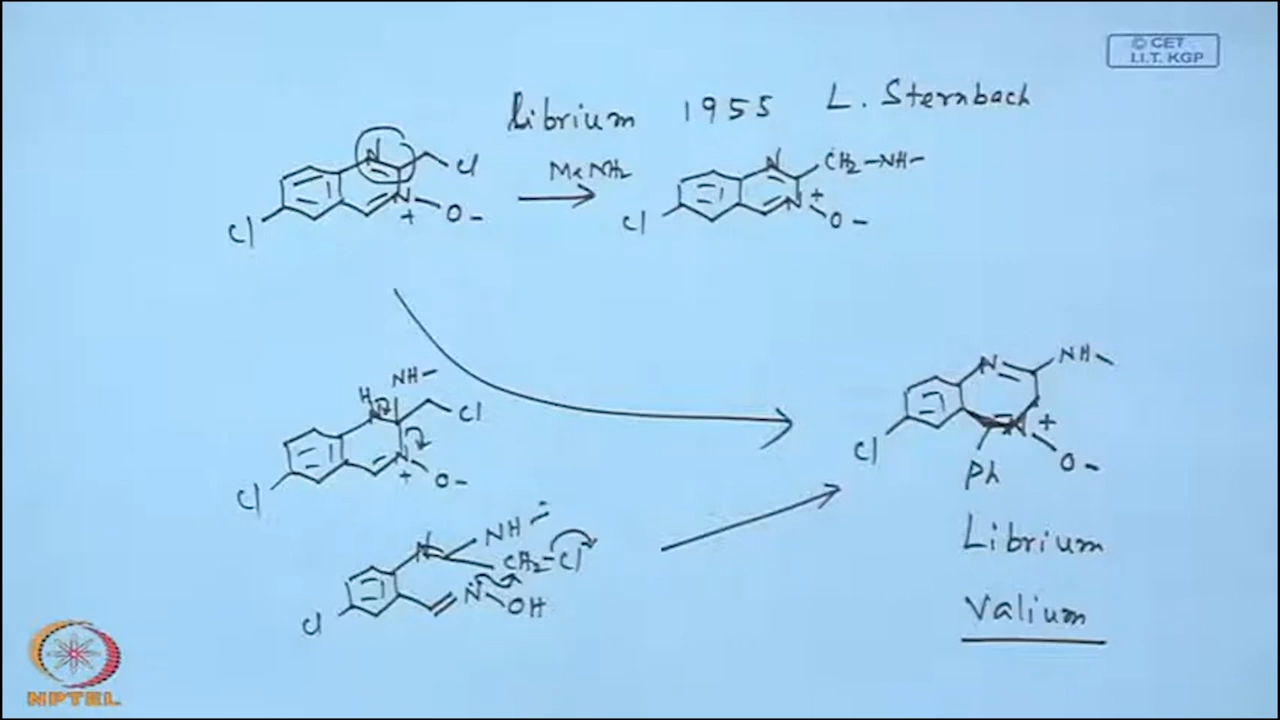 © CET
I.I.T. KGP
Librium 1955 L. Sternbach
N Cl
N + O -
Cl
MeNH2
N CH2-NH-
N + O -
Cl
NH-
H N Cl
N + O -
Cl
N NH-
N + O -
Cl
Ph
N NH
CH2-Cl
N OH
Cl
Librium
Valium
NPTEL